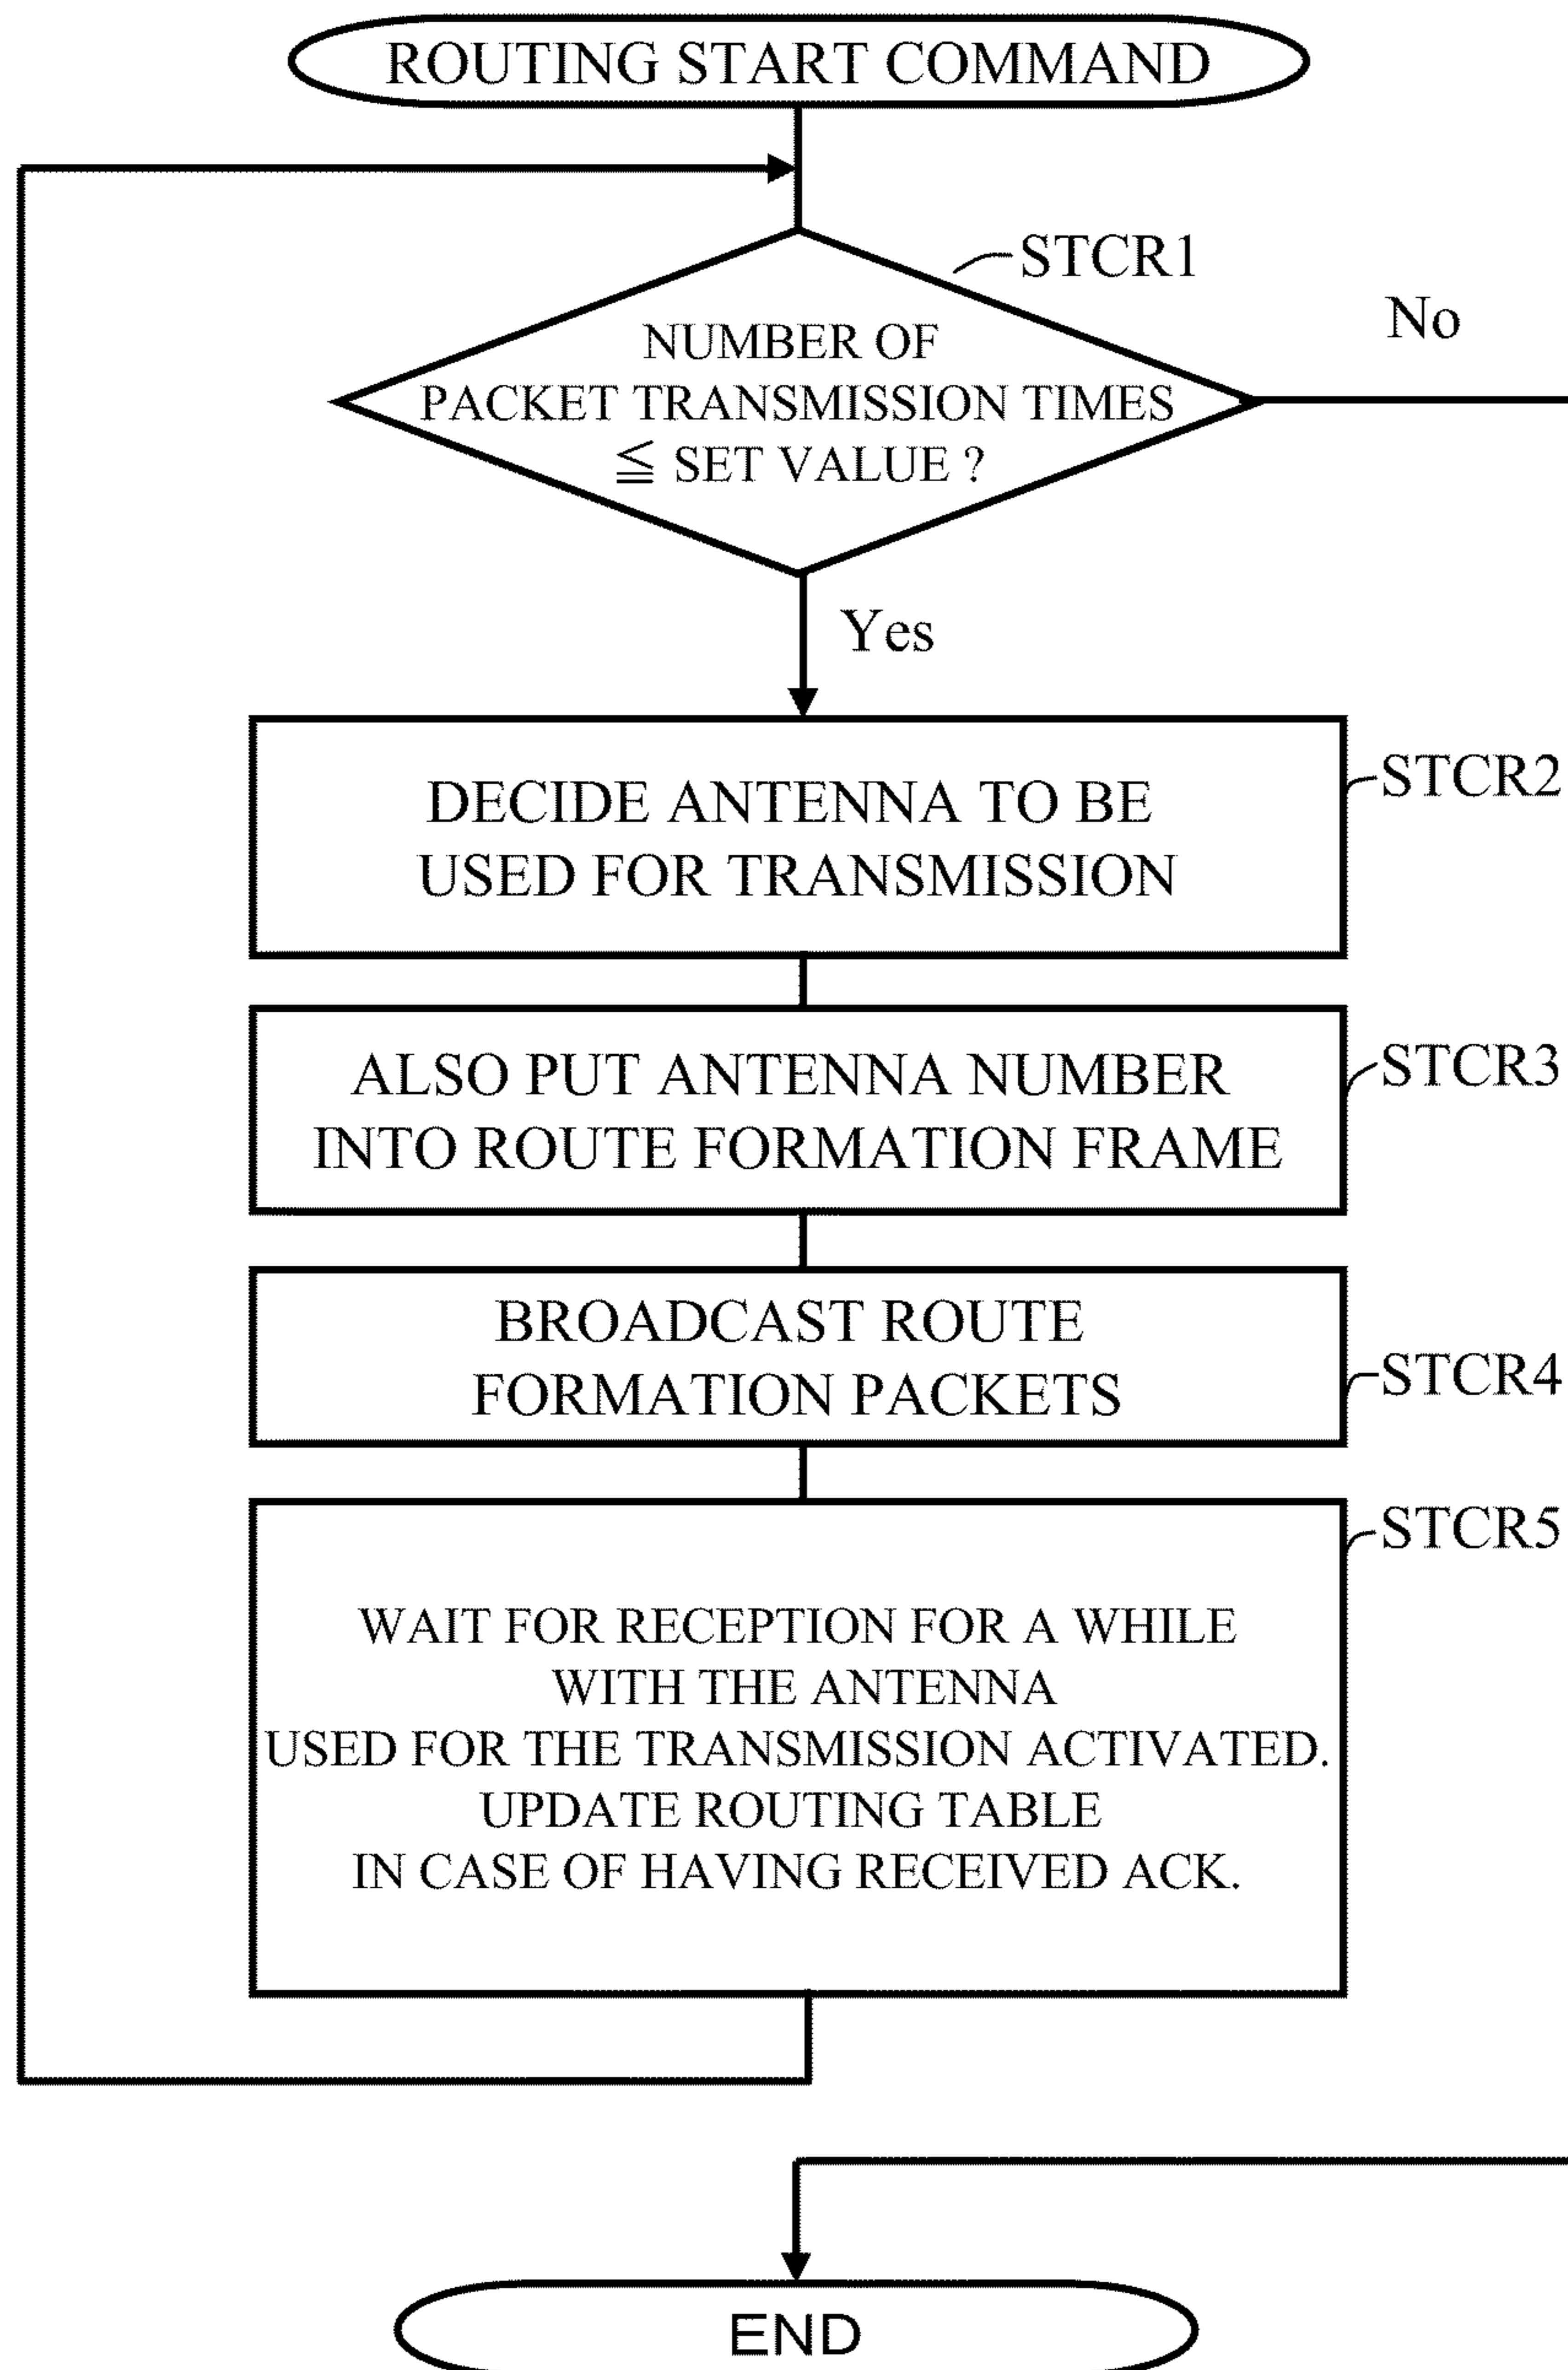 ROUTING START COMMAND
STCR1
No
NUMBER OF
PACKET TRANSMISSION TIMES
≦ SET VALUE ?
Yes
DECIDE ANTENNA TO BE
USED FOR TRANSMISSION
STCR2
ALSO PUT ANTENNA NUMBER
INTO ROUTE FORMATION FRAME
STCR3
BROADCAST ROUTE
FORMATION PACKETS
STCR4
STCR5
WAIT FOR RECEPTION FOR A WHILE
WITH THE ANTENNA
USED FOR THE TRANSMISSION ACTIVATED.
UPDATE ROUTING TABLE
IN CASE OF HAVING RECEIVED ACK.
END